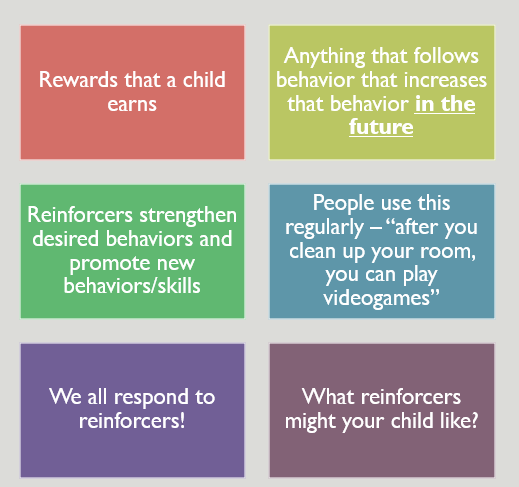 Rewards that a child
earns
Anything that follows
behavior that increases
that behavior in the
future
Reinforcers strengthen
desired behaviors and
promote new
behaviors/skills
People use this
regularly – “after you
clean up your room,
you can play
videogames”
We all respond to
reinforcers!
What reinforcers
might your child like?